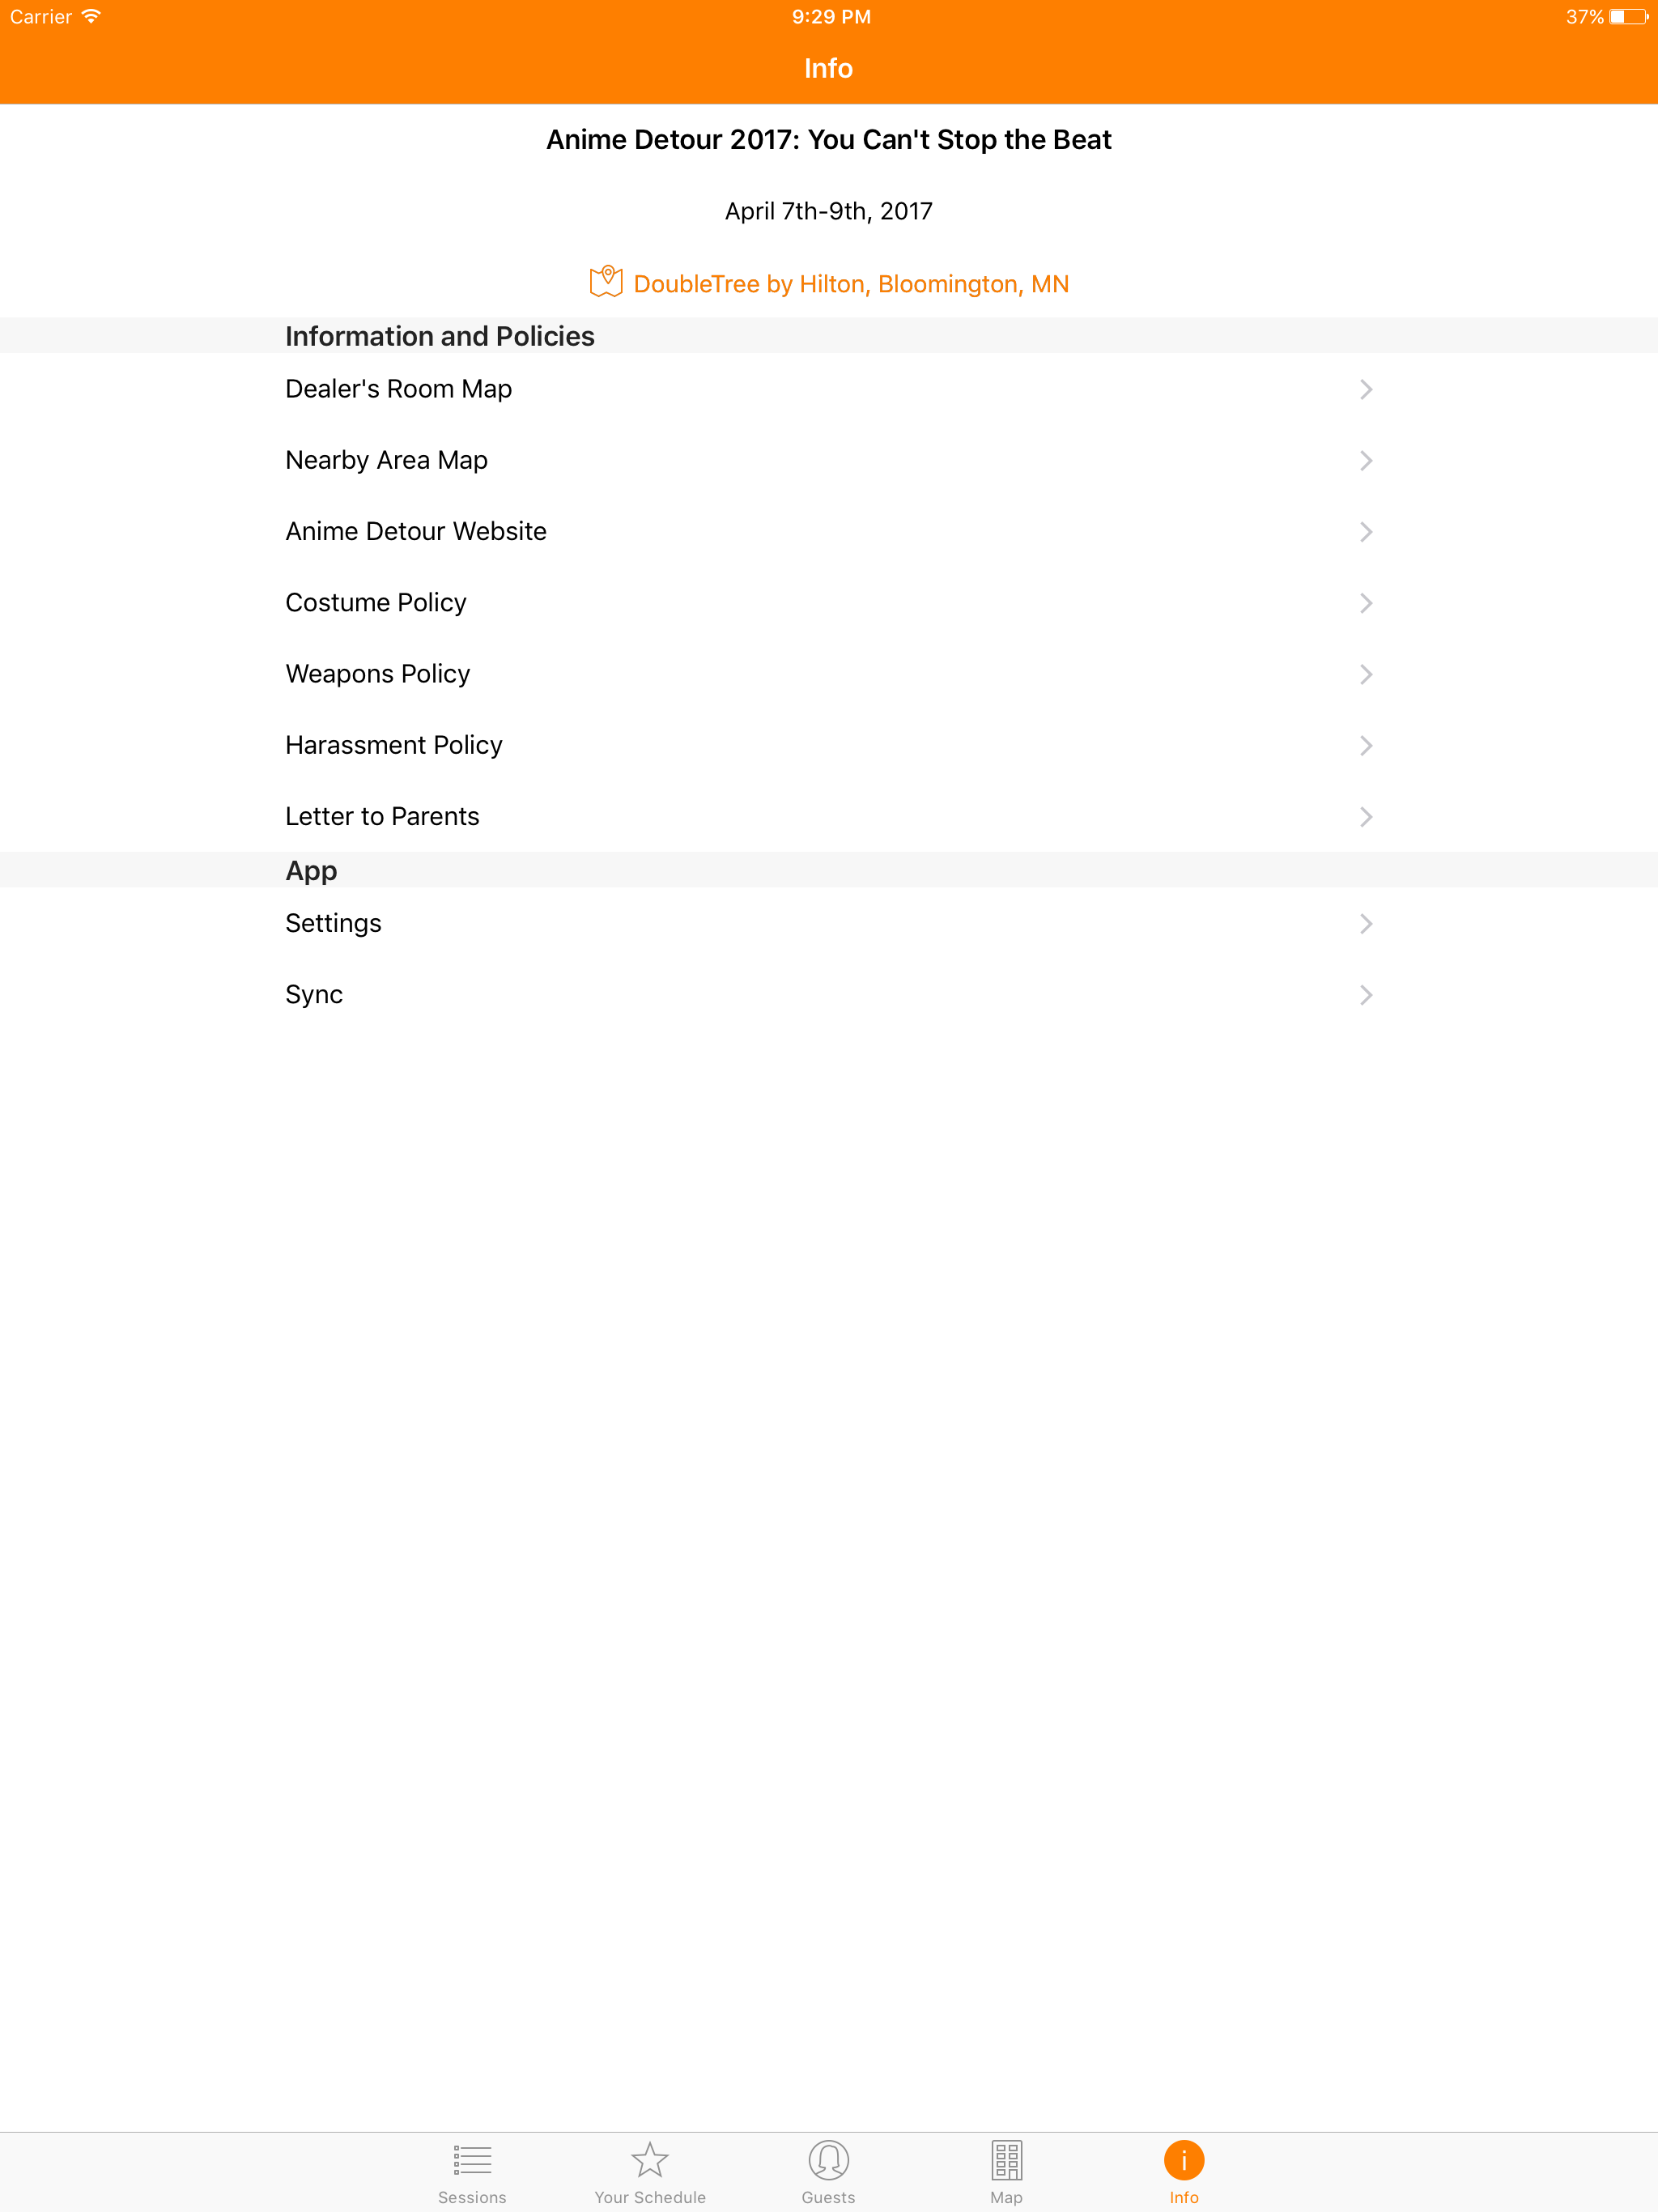 Carrier 9:29 PM 37%
Info
Anime Detour 2017: You Can't Stop the Beat
April 7th-9th, 2017
DoubleTree by Hilton, Bloomington, MN
Information and Policies
Dealer's Room Map
Nearby Area Map
Anime Detour Website
Costume Policy
Weapons Policy
Harassment Policy
Letter to Parents
App
Settings
Sync
Sessions Your Schedule Guests Map Info